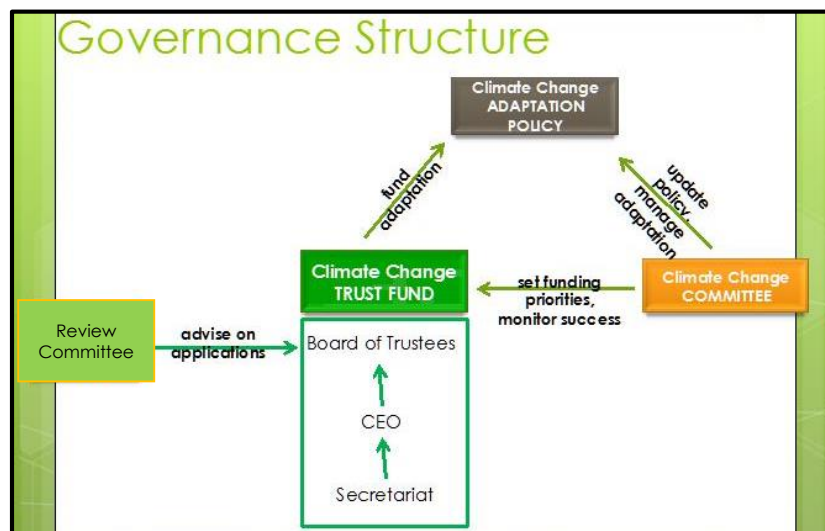 Governance Structure
Climate Change
ADAPTATION
POLICY
fund
adaptation
update
policy,
manage
adaptation
Climate Change
TRUST FUND
set funding
priorities,
monitor success
Climate Change
COMMITTEE
Review
Committee
advise on
applications
Board of Trustees
CEO
Secretariat